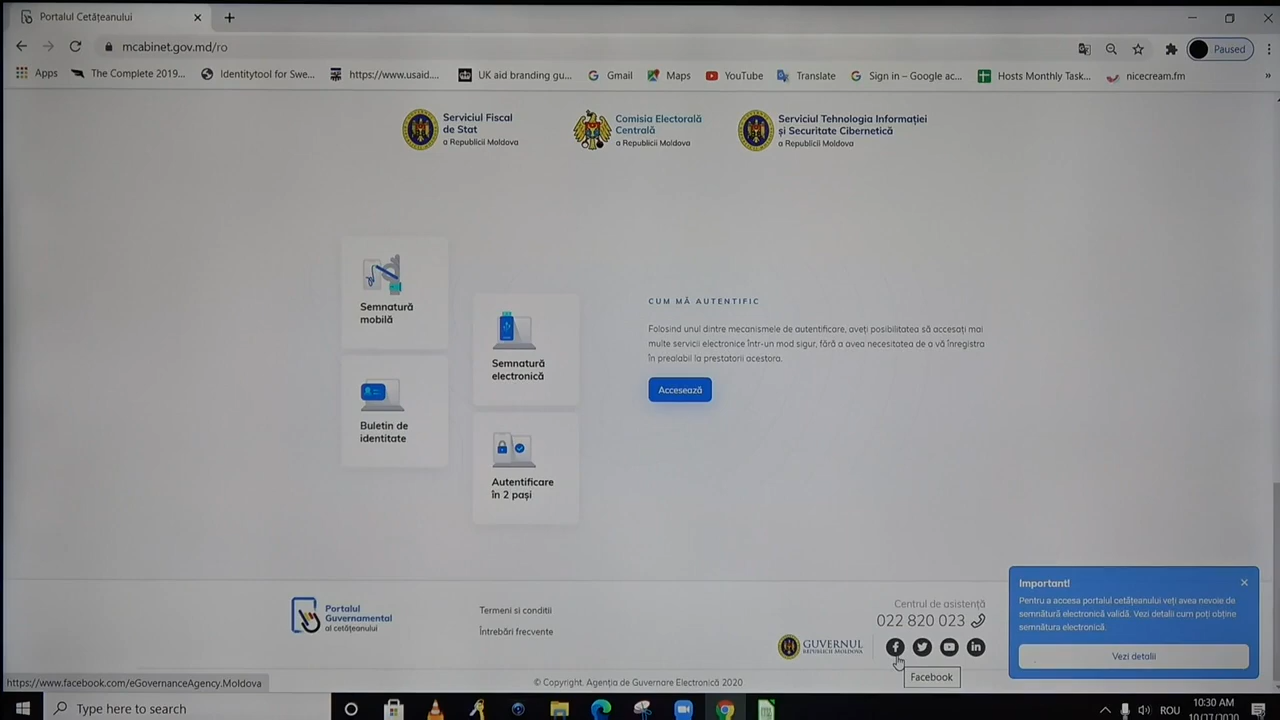 Portalul Cetățeanului
mcabinet.gov.md/ro
Paused
Apps
The Complete 2019...
Identitytool for Swe...
https://www.usaid....
UK aid branding gu...
Gmail
Maps
YouTube
Translate
Sign in – Google ac...
Hosts Monthly Task...
nicecream.fm
»
Serviciul Fiscal
de Stat
a Republicii Moldova
Comisia Electorală
Centrală
a Republicii Moldova
Serviciul Tehnologia Informației
și Securitate Cibernetică
a Republicii Moldova
Semnatură
mobilă
Semnatură
electronică
Buletin de
identitate
Autentificare
în 2 pași
CUM MĂ AUTENTIFIC
Folosind unul dintre mecanismele de autentificare, aveți posibilitatea să accesați mai
multe servicii electronice într-un mod sigur, fără a avea necesitatea de a vă înregistra
în prealabil la prestatorii acestora.
Accesează
Portalul
Guvernamental
al cetățeanului
Termeni si conditii
Întrebări frecvente
Centrul de asistență
022 820 023
GUVERNUL
REPUBLICII MOLDOVA
Facebook
Important!
Pentru a accesa portalul cetățeanului veți avea nevoie de
semnătură electronică validă. Vezi detalii cum poți obține
semnătura electronică.
Vezi detalii
https://www.facebook.com/eGovernanceAgency.Moldova
© Copyright. Agenția de Guvernare Electronică 2020
Type here to search
ROU
10:30 AM
10/27/2020